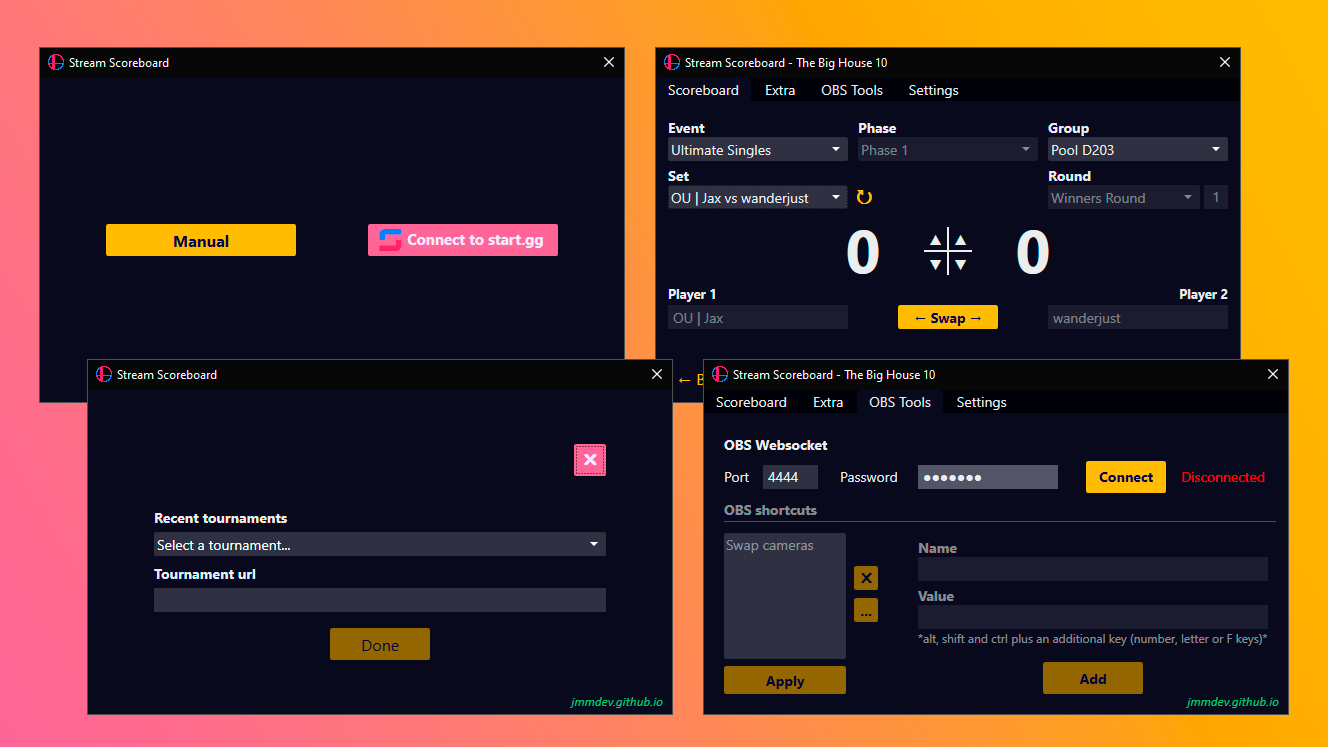 Stream Scoreboard
Manual
Connect to start.gg
Stream Scoreboard - The Big House 10
Scoreboard Extra OBS Tools Settings
Event Phase Group
Ultimate Singles Phase 1 Pool D203
Set Round
OU | Jax vs wanderjust ↻ Winners Round 1
0 ▲ ▲ ▼ ▼ 0
Player 1 Player 2
OU | Jax ← Swap → wanderjust
←
Stream Scoreboard
×
Recent tournaments
Select a tournament...
Tournament url
Done
jmmdev.github.io
Stream Scoreboard - The Big House 10
Scoreboard Extra OBS Tools Settings
OBS Websocket
Port 4444 Password ●●●●●●● Connect Disconnected
OBS shortcuts
Swap cameras
×
...
Apply
Name
Value
*alt, shift and ctrl plus an additional key (number, letter or F keys)*
Add
jmmdev.github.io